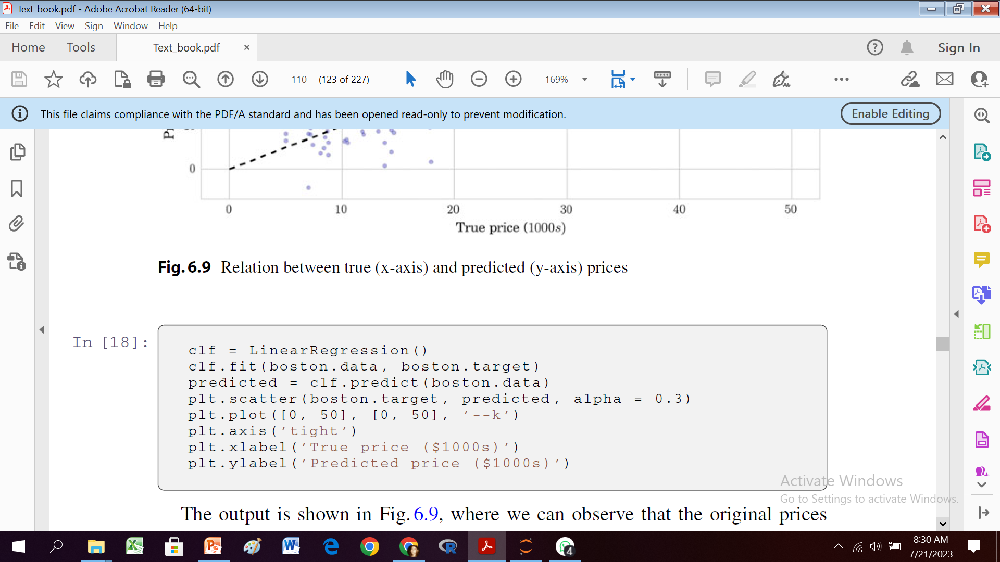 Text_book.pdf - Adobe Acrobat Reader (64-bit)
File Edit View Sign Window Help
Home Tools Text_book.pdf × Sign In
110 (123 of 227) 169%
This file claims compliance with the PDF/A standard and has been opened read-only to prevent modification. Enable Editing
0
0 10 20 30 40 50
True price (1000s)
Fig. 6.9 Relation between true (x-axis) and predicted (y-axis) prices
In [18]:
clf = LinearRegression()
clf.fit(boston.data, boston.target)
predicted = clf.predict(boston.data)
plt.scatter(boston.target, predicted, alpha = 0.3)
plt.plot([0, 50], [0, 50], '--k')
plt.axis('tight')
plt.xlabel('True price ($1000s)')
plt.ylabel('Predicted price ($1000s)')
Activate Windows
Go to Settings to activate Windows.
The output is shown in Fig. 6.9, where we can observe that the original prices
4
8:30 AM
7/21/2023